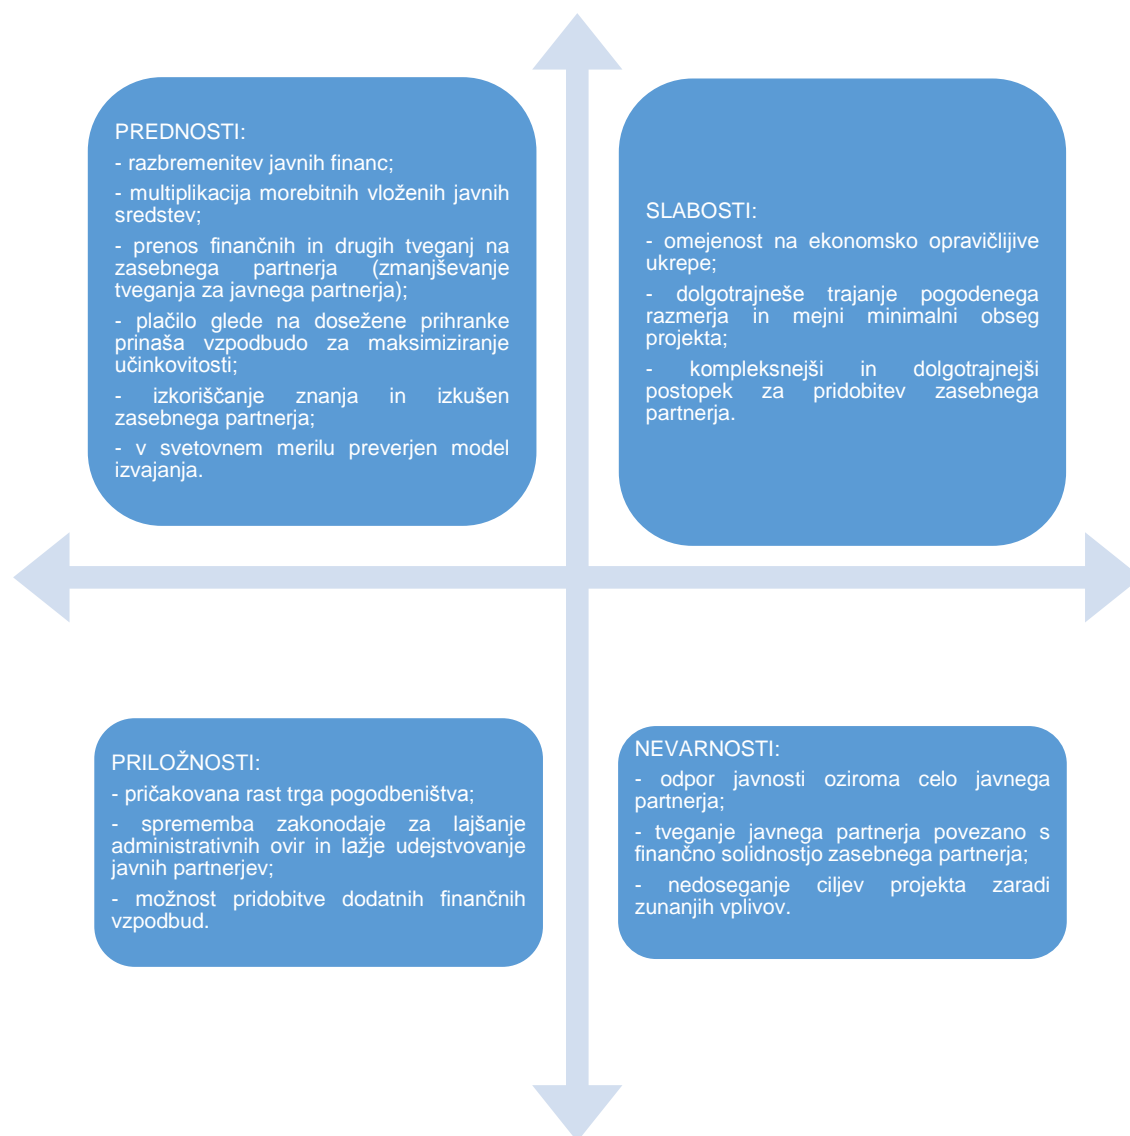 PREDNOSTI:
- razbremenitev javnih financ;
- multiplikacija morebitnih vloženih javnih
sredstev;
- prenos finančnih in drugih tveganj na
zasebnega partnerja (zmanjševanje
tveganja za javnega partnerja);
- plačilo glede na dosežene prihranke
prinaša vzpodbudo za maksimiziranje
učinkovitosti;
- izkoriščanje znanja in izkušen
zasebnega partnerja;
- v svetovnem merilu preverjen model
izvajanja.
SLABOSTI:
- omejenost na ekonomsko opravičljive
ukrepe;
- dolgotrajneše trajanje pogodenega
razmerja in mejni minimalni obseg
projekta;
- kompleksnejši in dolgotrajnejši
postopek za pridobitev zasebnega
partnerja.
PRILOŽNOSTI:
- pričakovana rast trga pogodbeništva;
- sprememba zakonodaje za lajšanje
administrativnih ovir in lažje udejstvovanje
javnih partnerjev;
- možnost pridobitve dodatnih finančnih
vzpodbud.
NEVARNOSTI:
- odpor javnosti oziroma celo javnega
partnerja;
- tveganje javnega partnerja povezano s
finančno solidnostjo zasebnega partnerja;
- nedoseganje ciljev projekta zaradi
zunanjih vplivov.